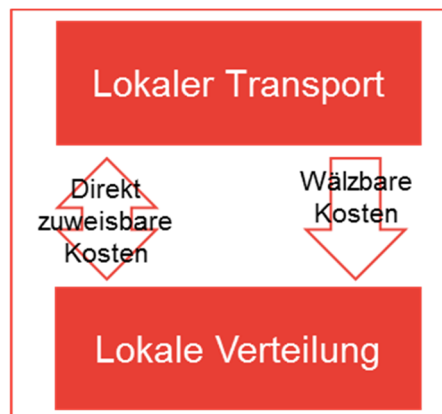 Lokaler Transport
Direkt
zuweisbare
Kosten
Wälzbare
Kosten
Lokale Verteilung